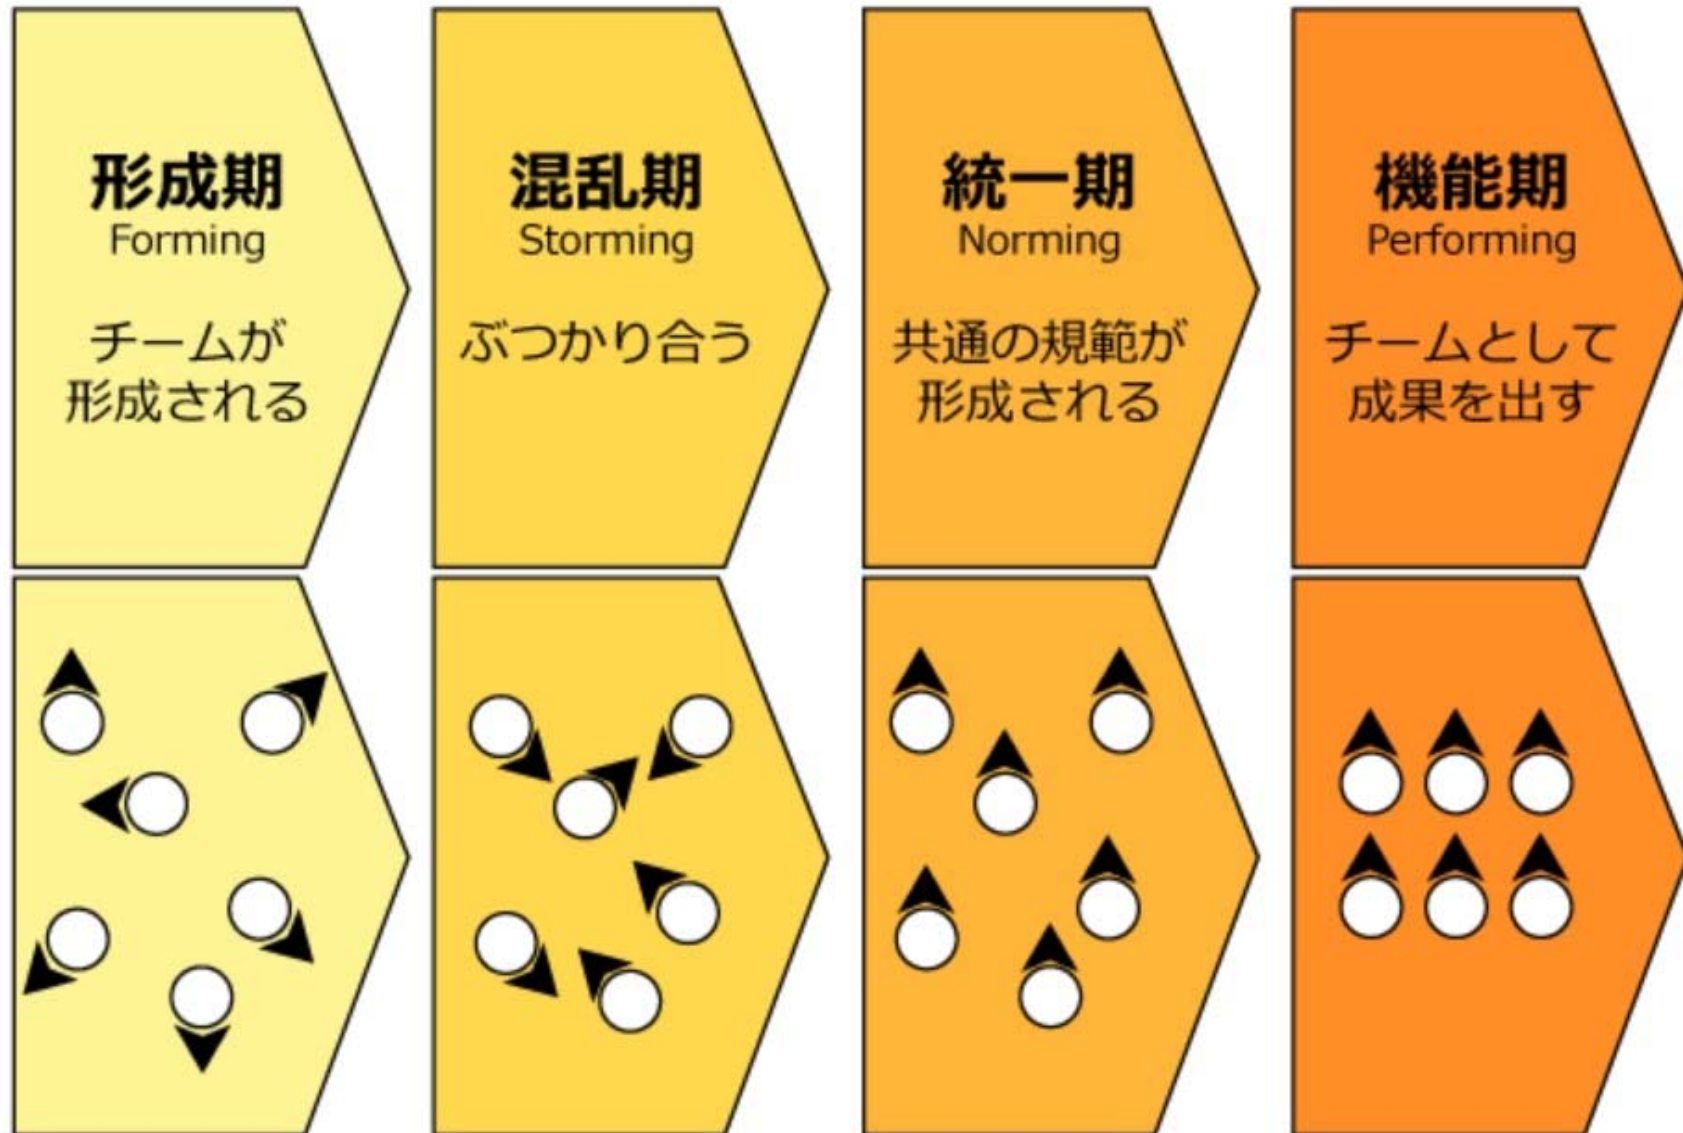 形成期
Forming
チームが
形成される
混乱期
Storming
ぶつかり合う
統一期
Norming
共通の規範が
形成される
機能期
Performing
チームとして
成果を出す